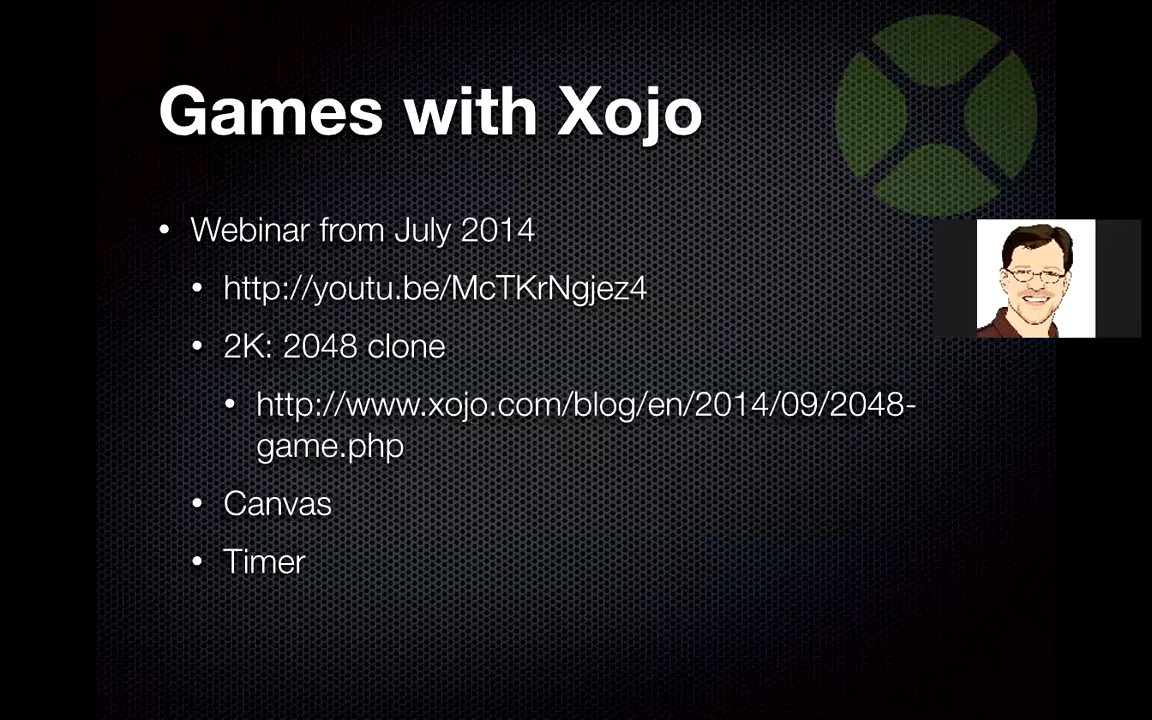 Games with Xojo
• Webinar from July 2014
• http://youtu.be/McTKrNgjez4
• 2K: 2048 clone
• http://www.xojo.com/blog/en/2014/09/2048-
game.php
• Canvas
• Timer